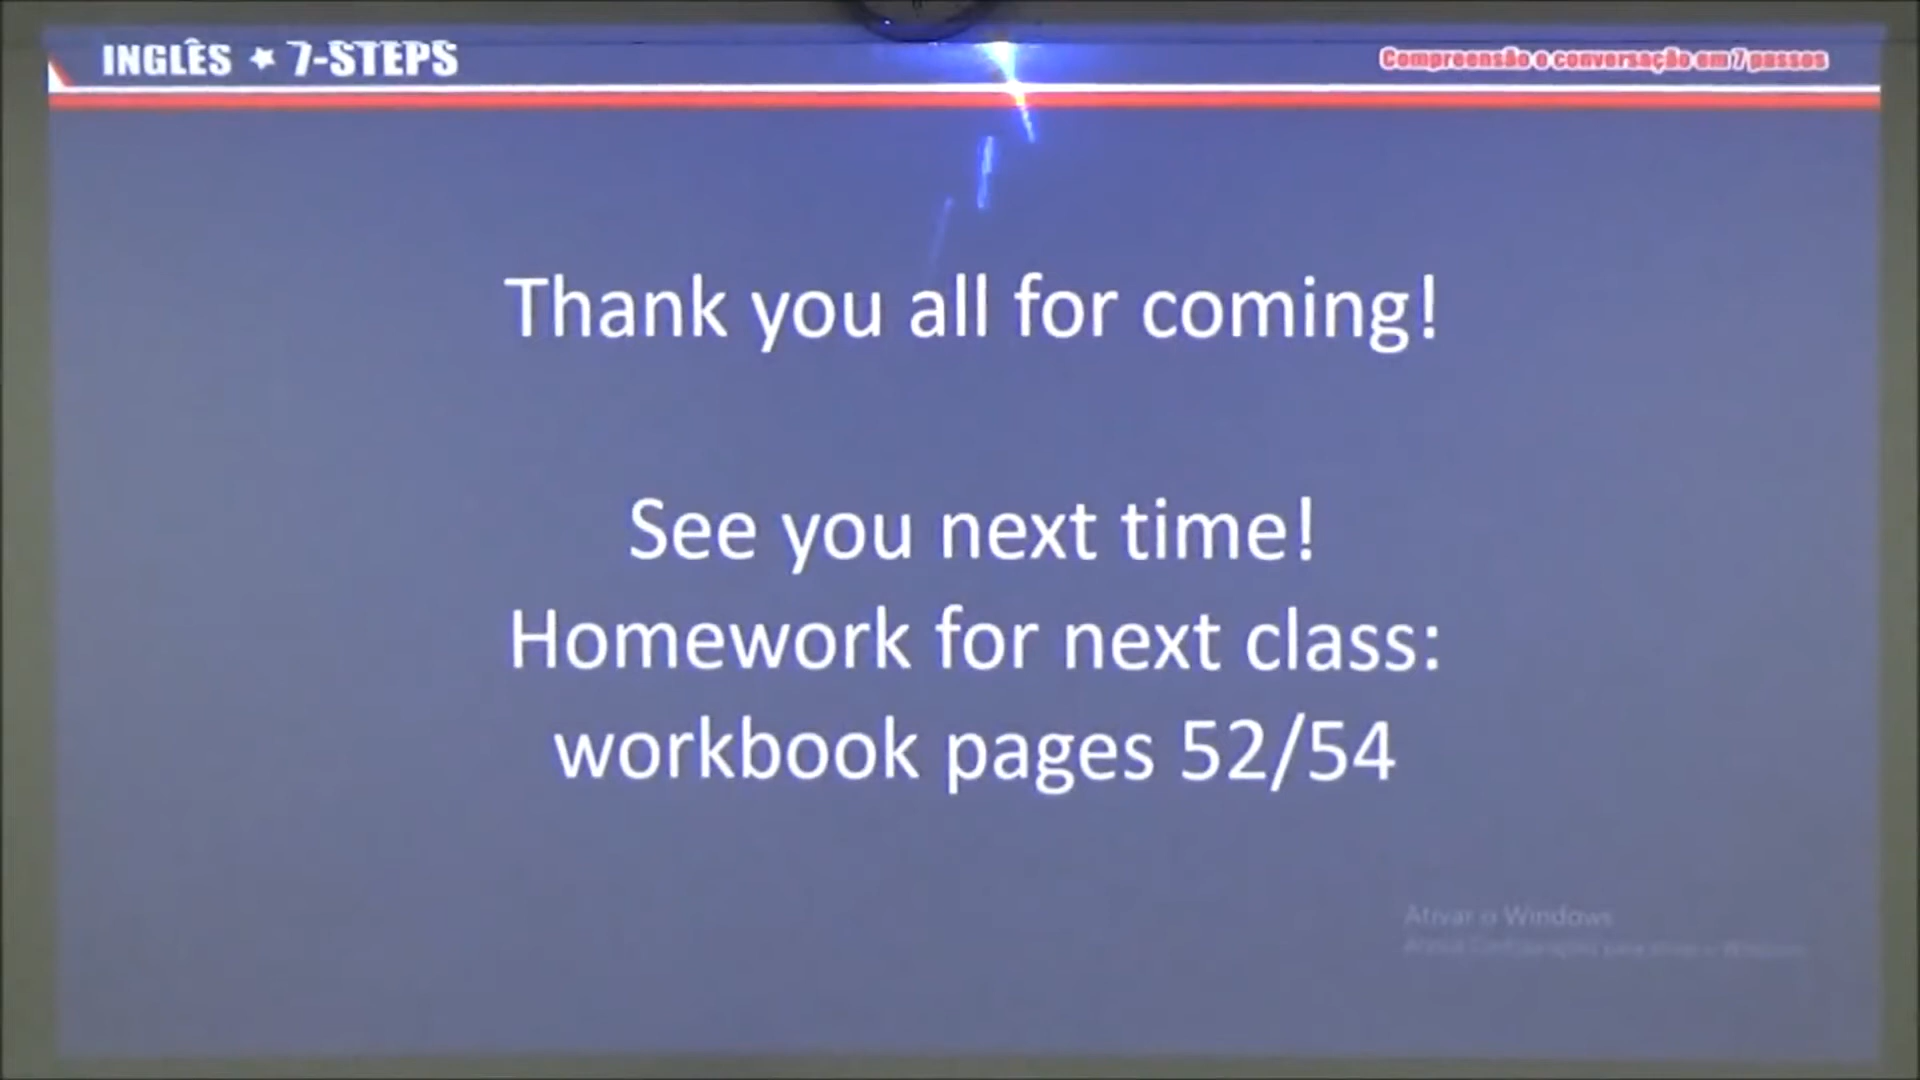 INGLÊS ★ 7-STEPS
Compreensão e conversação em 7 passos
Thank you all for coming!
See you next time!
Homework for next class:
workbook pages 52/54
Ativar o Windows